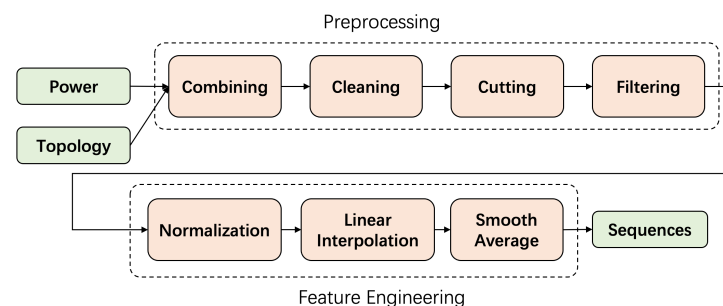 Preprocessing
Power
Combining
Cleaning
Cutting
Filtering
Topology
Normalization
Linear
Interpolation
Smooth
Average
Sequences
Feature Engineering